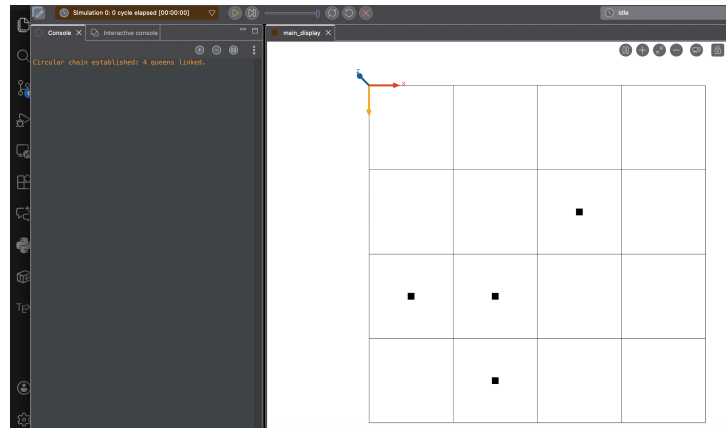 Simulation 0: 0 cycle elapsed [00:00:00]
Idle
Console
Interactive console
main_display
Circular chain established: 4 queens linked.
Z
X
TEX